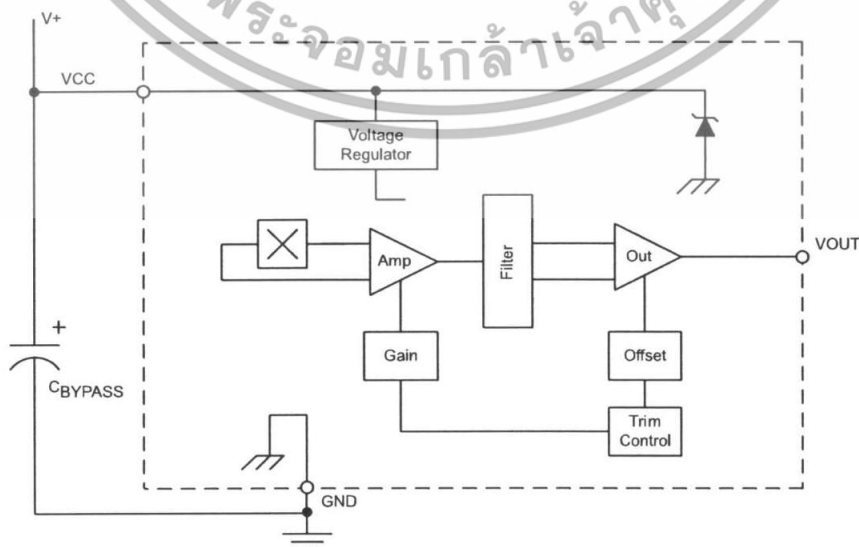 V+
พระจอมเกล้าเจ้าคุ
VCC
Voltage
Regulator
Amp
Filter
Out
VOUT
+
Gain
Offset
CBYPASS
Trim
Control
GND